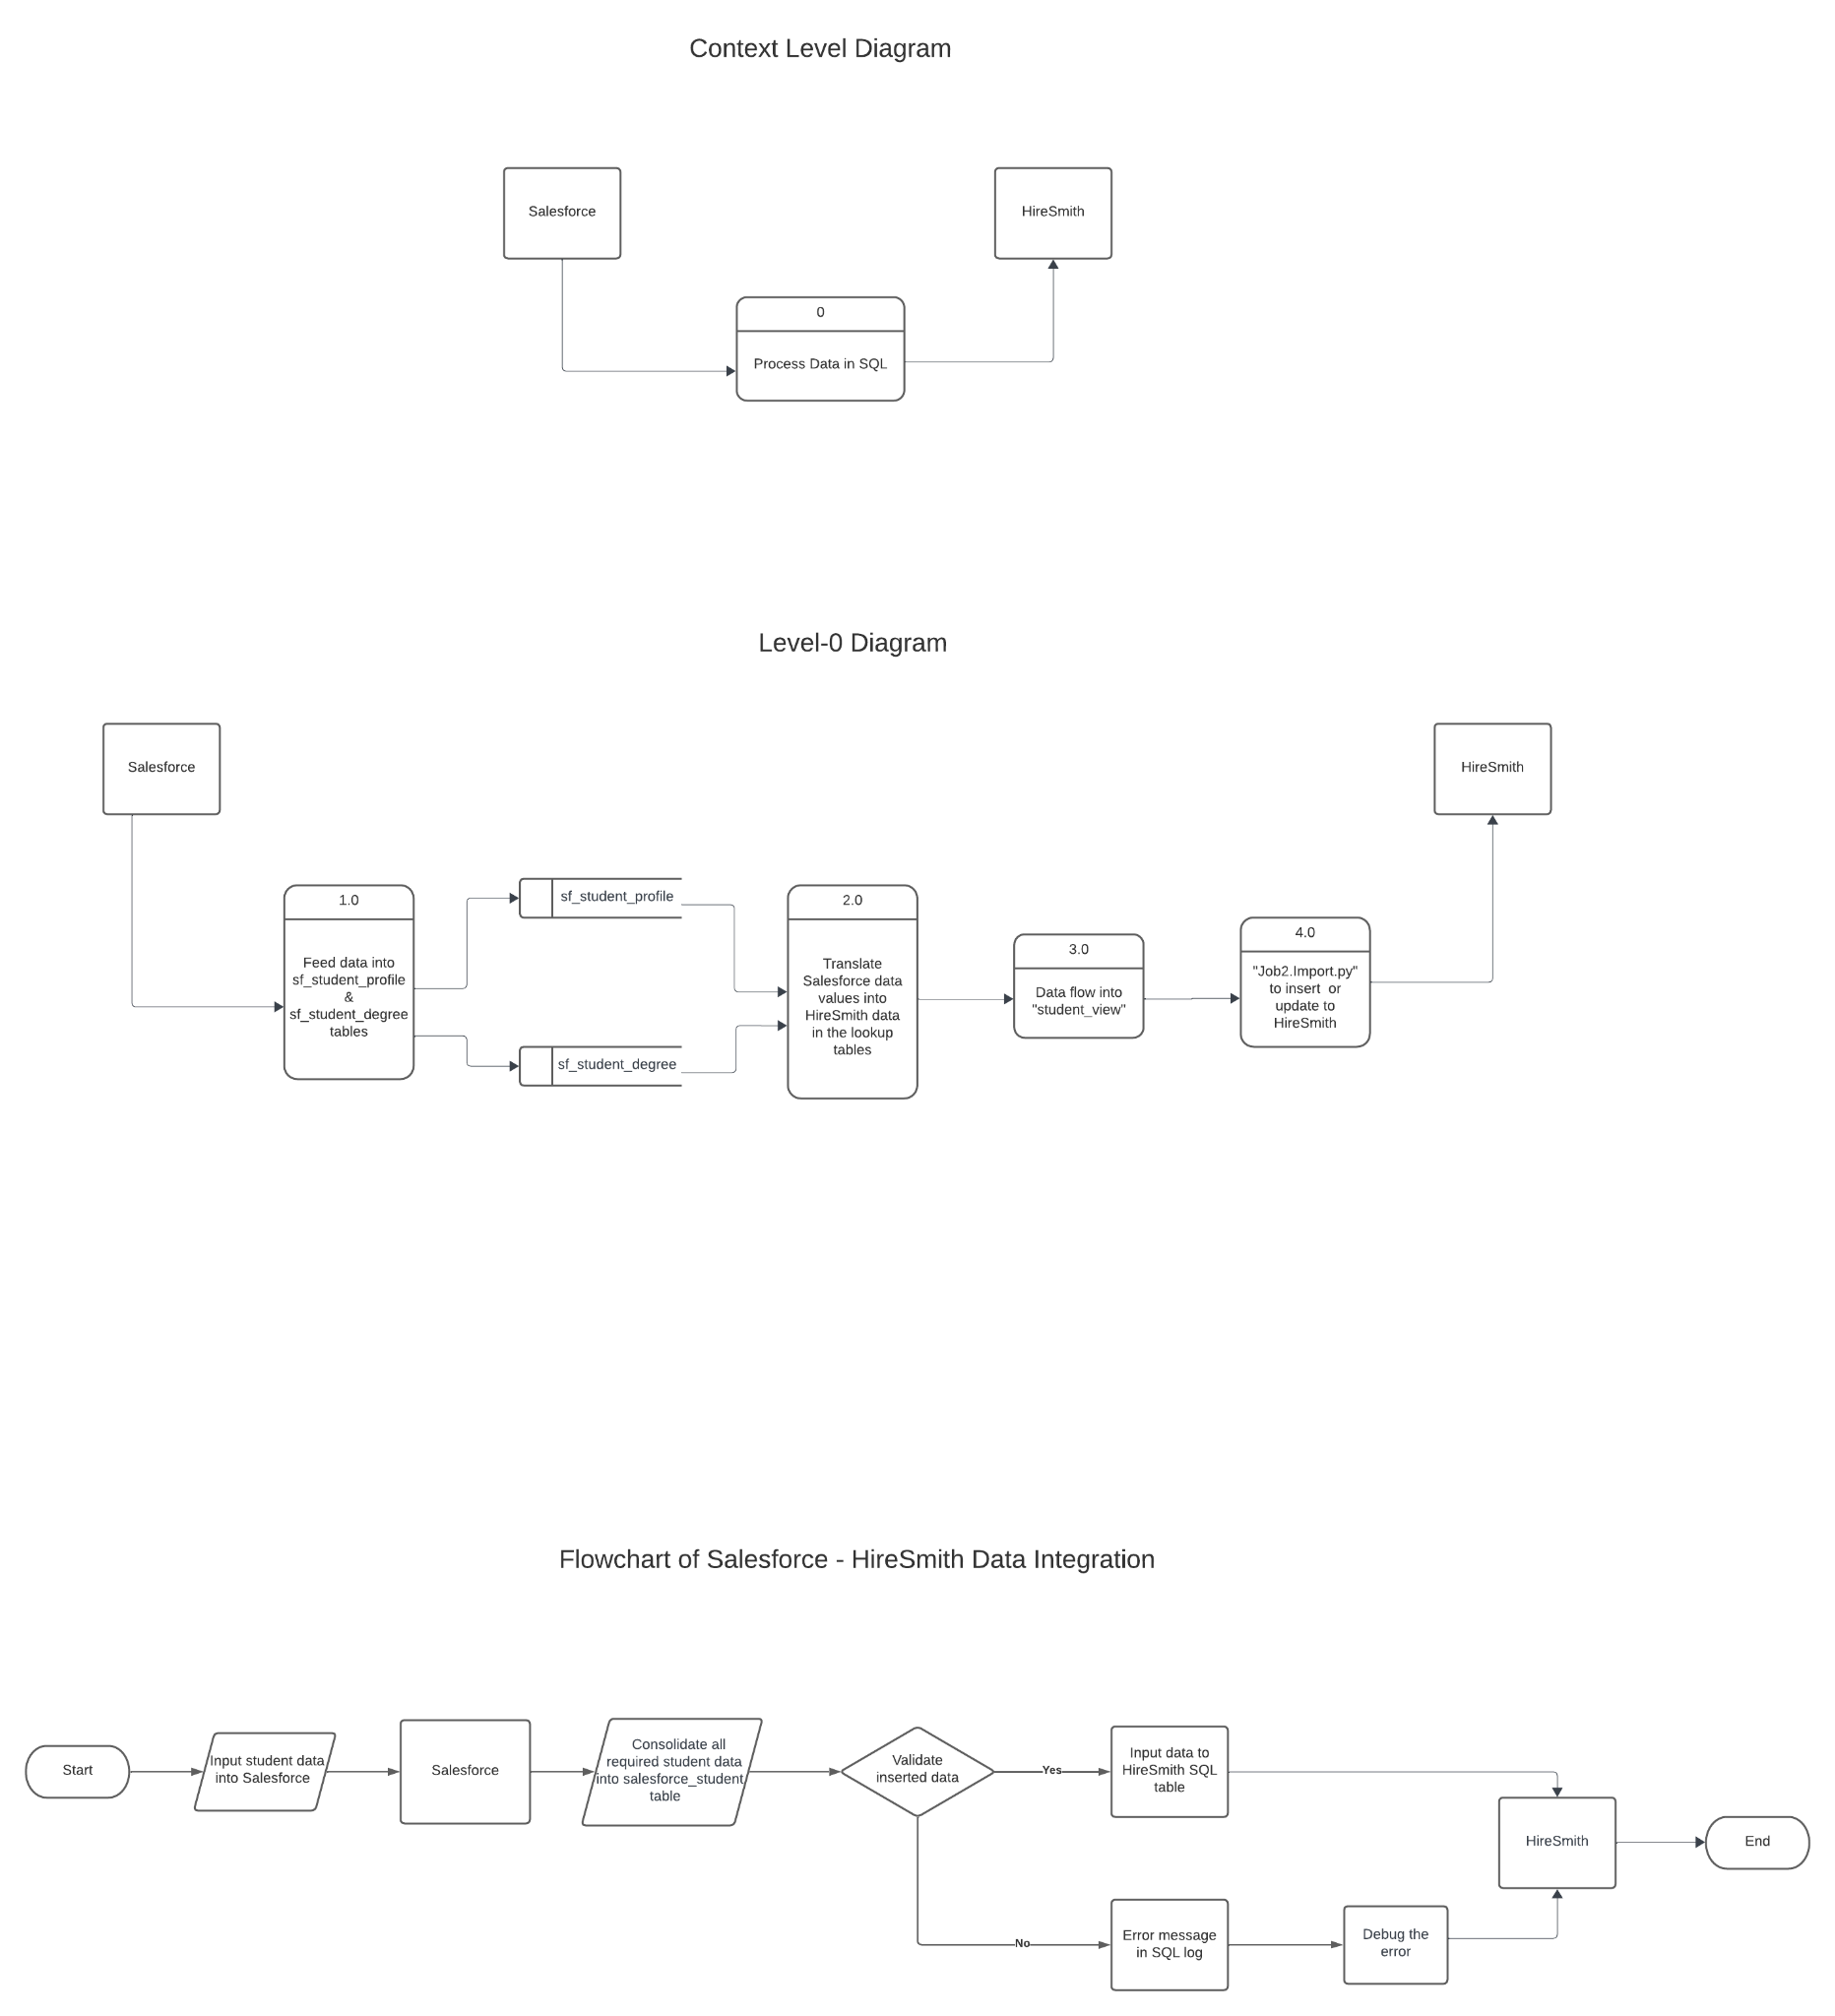 Context Level Diagram
Salesforce
HireSmith
0
Process Data in SQL
Level-0 Diagram
Salesforce
HireSmith
1.0
Feed data into
sf_student_profile
&
sf_student_degree
tables
sf_student_profile
sf_student_degree
2.0
Translate
Salesforce data
values into
HireSmith data
in the lookup
tables
3.0
Data flow into
"student_view"
4.0
"Job2.Import.py"
to insert or
update to
HireSmith
Flowchart of Salesforce - HireSmith Data Integration
Start
Input student data
into Salesforce
Salesforce
Consolidate all
required student data
into salesforce_student
table
Validate
inserted data
Yes
Input data to
HireSmith SQL
table
No
Error message
in SQL log
Debug the
error
HireSmith
End